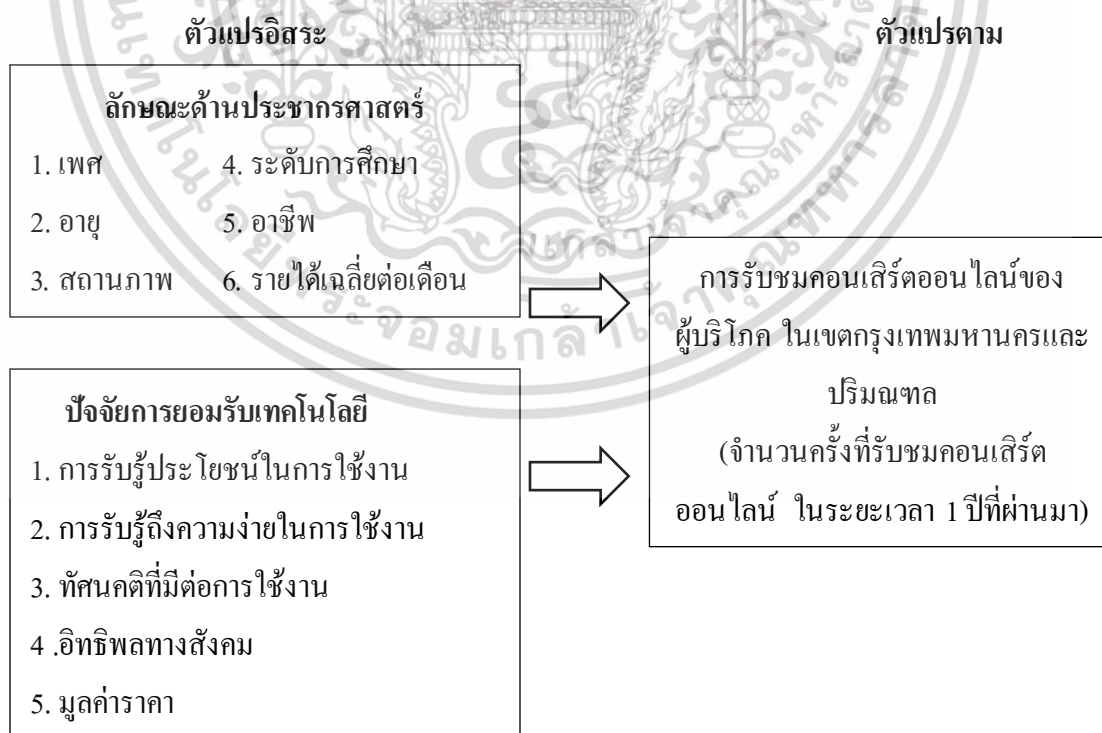 ตัวแปรอิสระ ตัวแปรตาม
ลักษณะด้านประชากรศาสตร์
1. เพศ 4. ระดับการศึกษา
2. อายุ 5. อาชีพ
3. สถานภาพ 6. รายได้เฉลี่ยต่อเดือน
ปัจจัยการยอมรับเทคโนโลยี
1. การรับรู้ประโยชน์ในการใช้งาน
2. การรับรู้ถึงความง่ายในการใช้งาน
3. ทัศนคติที่มีต่อการใช้งาน
4 .อิทธิพลทางสังคม
5. มูลค่าราคา
การรับชมคอนเสิร์ตออนไลน์ของ
ผู้บริโภค ในเขตกรุงเทพมหานครและ
ปริมณฑล
(จำนวนครั้งที่รับชมคอนเสิร์ต
ออนไลน์ ในระยะเวลา 1 ปีที่ผ่านมา)